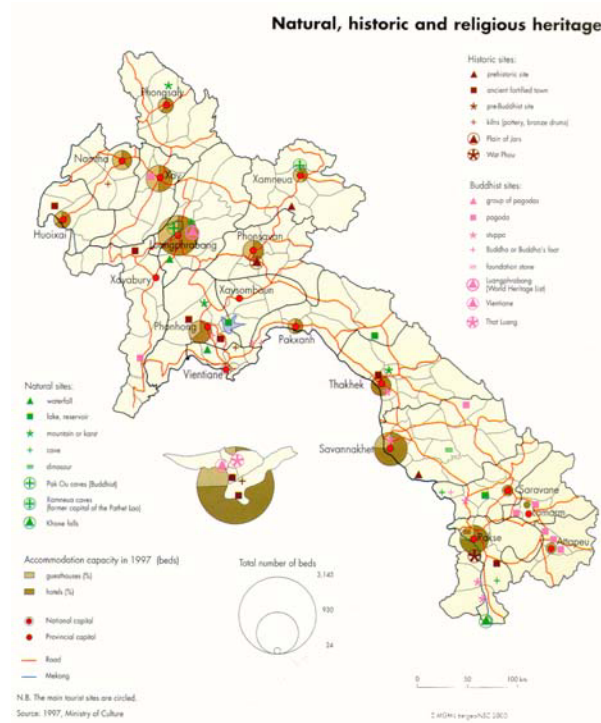 Natural, historic and religious heritage
Historic sites:
prehistoric site
ancient fortified town
pre-Buddhist site
kilns (pottery, bronze drums)
Plain of Jars
Wat Phou
Buddhist sites:
group of pagodas
pagoda
stuppa
Buddha or Buddha's foot
foundation stone
Luangphrabang
(World Heritage List)
Vientiane
That Luang
Phongsaly
Namtha
Xay
Xamneua
Huoixai
Luangphrabang
Phonsavan
Xayabury
Xaysomboun
Phonhong
Pakxanh
Vientiane
Thakhek
Savannakhet
Saravane
Lamarm
Pakse
Attapeu
Natural sites:
waterfall
lake, reservoir
mountain or karst
cave
dinosaur
Pak Ou caves (Buddhist)
Xamneua caves
(former capital of the Pathet Lao)
Khone falls
Accommodation capacity in 1997 (beds)
guesthouses (%)
hotels (%)
National capital
Provincial capital
Road
Mekong
Total number of beds
3,145
24
0 50 100 km
N.B. The main tourist sites are circled.
Source: 1997, Ministry of Culture